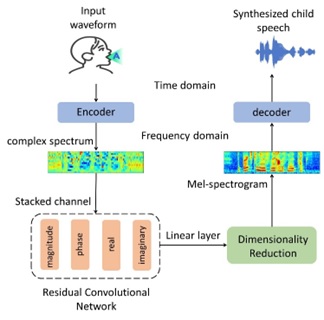 Input
waveform
Synthesized child
speech
Time domain
Encoder
decoder
Frequency domain
complex spectrum
Mel-spectrogram
Stacked channel
magnitude
phase
real
imaginary
Linear layer
Dimensionality
Reduction
Residual Convolutional
Network